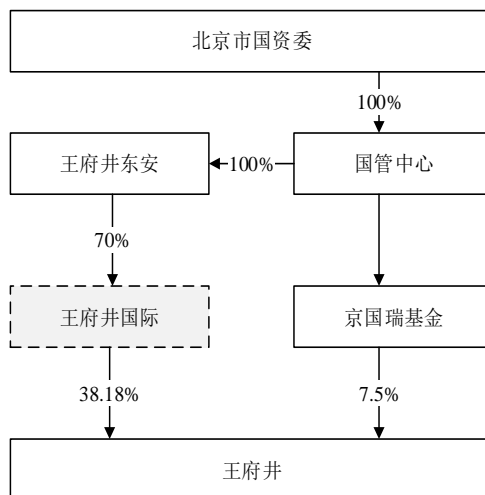 北京市国资委
100%
王府井东安
100%
国管中心
70%
王府井国际
京国瑞基金
38.18%
7.5%
王府井